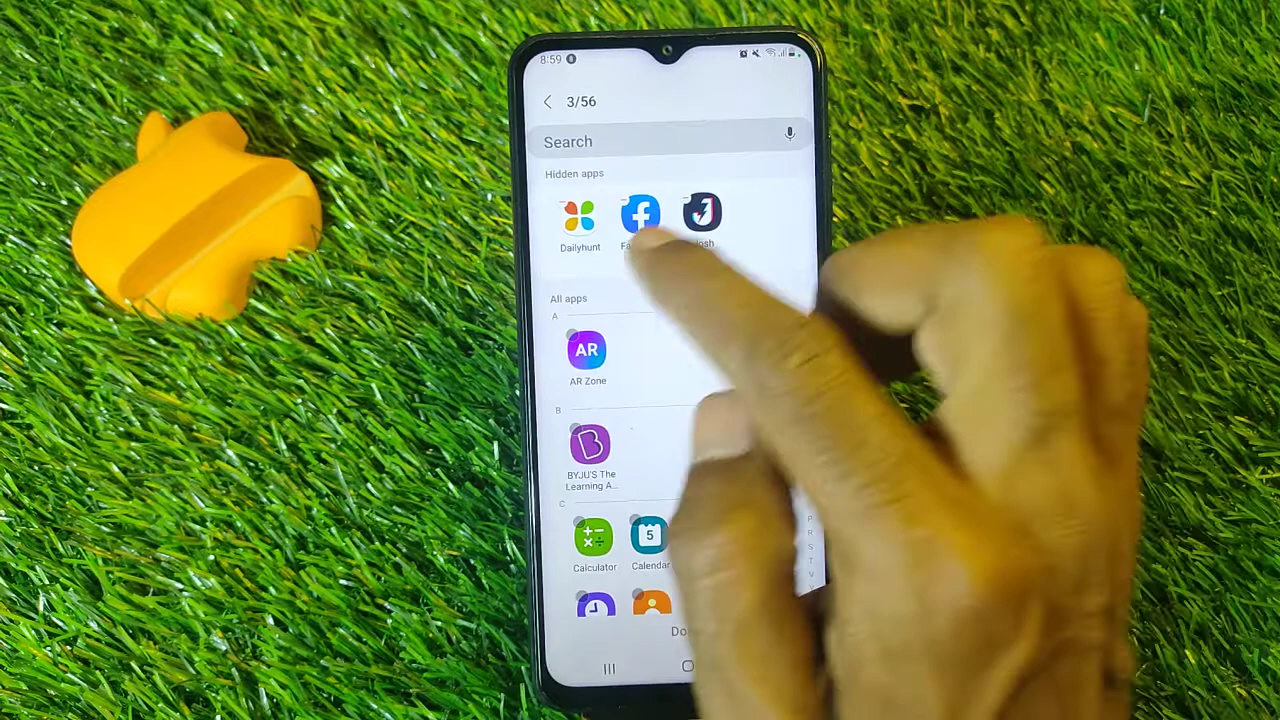 8:59
3/56
Search
Hidden apps
Dailyhunt
All apps
A
AR
AR Zone
B
BYJU'S The
Learning A...
C
5
Calculator
Calendar
P
R
S
T
V